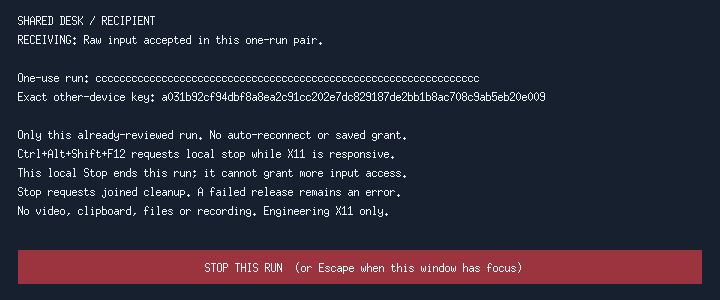 SHARED DESK / RECIPIENT
RECEIVING: Raw input accepted in this one-run pair.
One-use run: cccccccccccccccccccccccccccccccccccccccccccccccccccccccccccccccc
Exact other-device key: a031b92cf94dbf8a8ea2c91cc202e7dc829187de2bb1b8ac708c9ab5eb20e009
Only this already-reviewed run. No auto-reconnect or saved grant.
Ctrl+Alt+Shift+F12 requests local stop while X11 is responsive.
This local Stop ends this run; it cannot grant more input access.
Stop requests joined cleanup. A failed release remains an error.
No video, clipboard, files or recording. Engineering X11 only.
STOP THIS RUN  (or Escape when this window has focus)